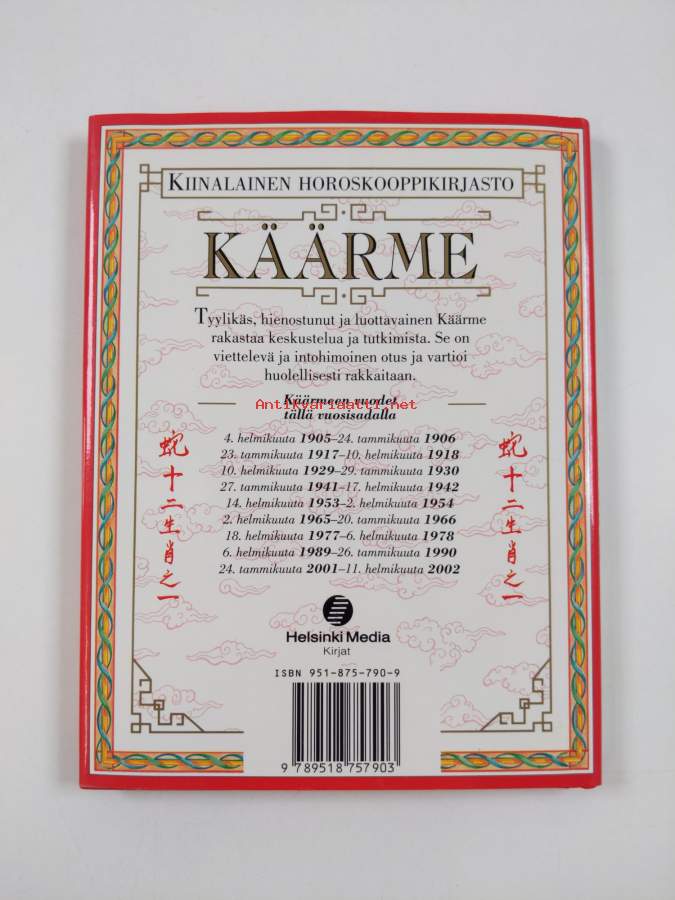 KIINALAINEN HOROSKOOPPIKIRJASTO
KÄÄRME
Tyylikäs, hienostunut ja luottavainen Käärme
rakastaa keskustelua ja tutkimista. Se on
viettelevä ja intohimoinen otus ja vartioi
huolellisesti rakkaitaan.
Käärmeen vuodet
Antikvariaatti.net
tällä vuosisadalla
4. helmikuuta 1905–24. tammikuuta 1906
23. tammikuuta 1917–10. helmikuuta 1918
10. helmikuuta 1929–29. tammikuuta 1930
27. tammikuuta 1941–17. helmikuuta 1942
14. helmikuuta 1953–2. helmikuuta 1954
2. helmikuuta 1965–20. tammikuuta 1966
18. helmikuuta 1977–6. helmikuuta 1978
6. helmikuuta 1989–26. tammikuuta 1990
24. tammikuuta 2001–11. helmikuuta 2002
蛇十二生肖之一
蛇十二生肖之一
Helsinki Media
Kirjat
ISBN 951-875-790-9
9 789518 757903